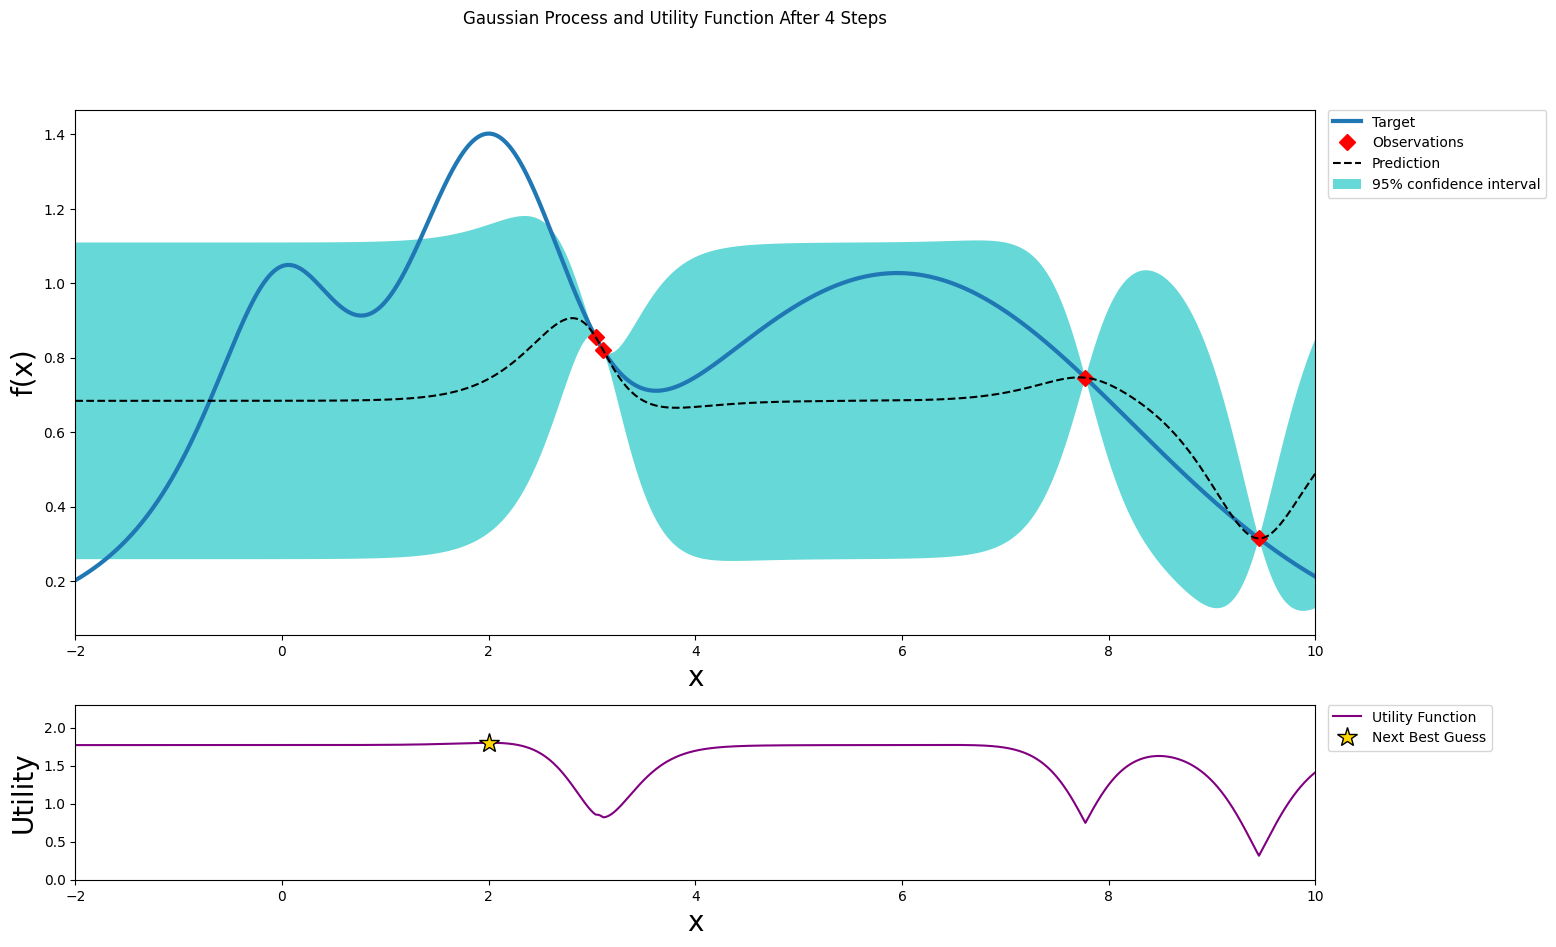 Gaussian Process and Utility Function After 4 Steps
1.4
1.2
1.0
0.8
0.6
0.4
0.2
f(x)
−2 0 2 4 6 8 10
x
Target
Observations
Prediction
95% confidence interval
2.0
1.5
1.0
0.5
0.0
Utility
−2 0 2 4 6 8 10
x
Utility Function
Next Best Guess